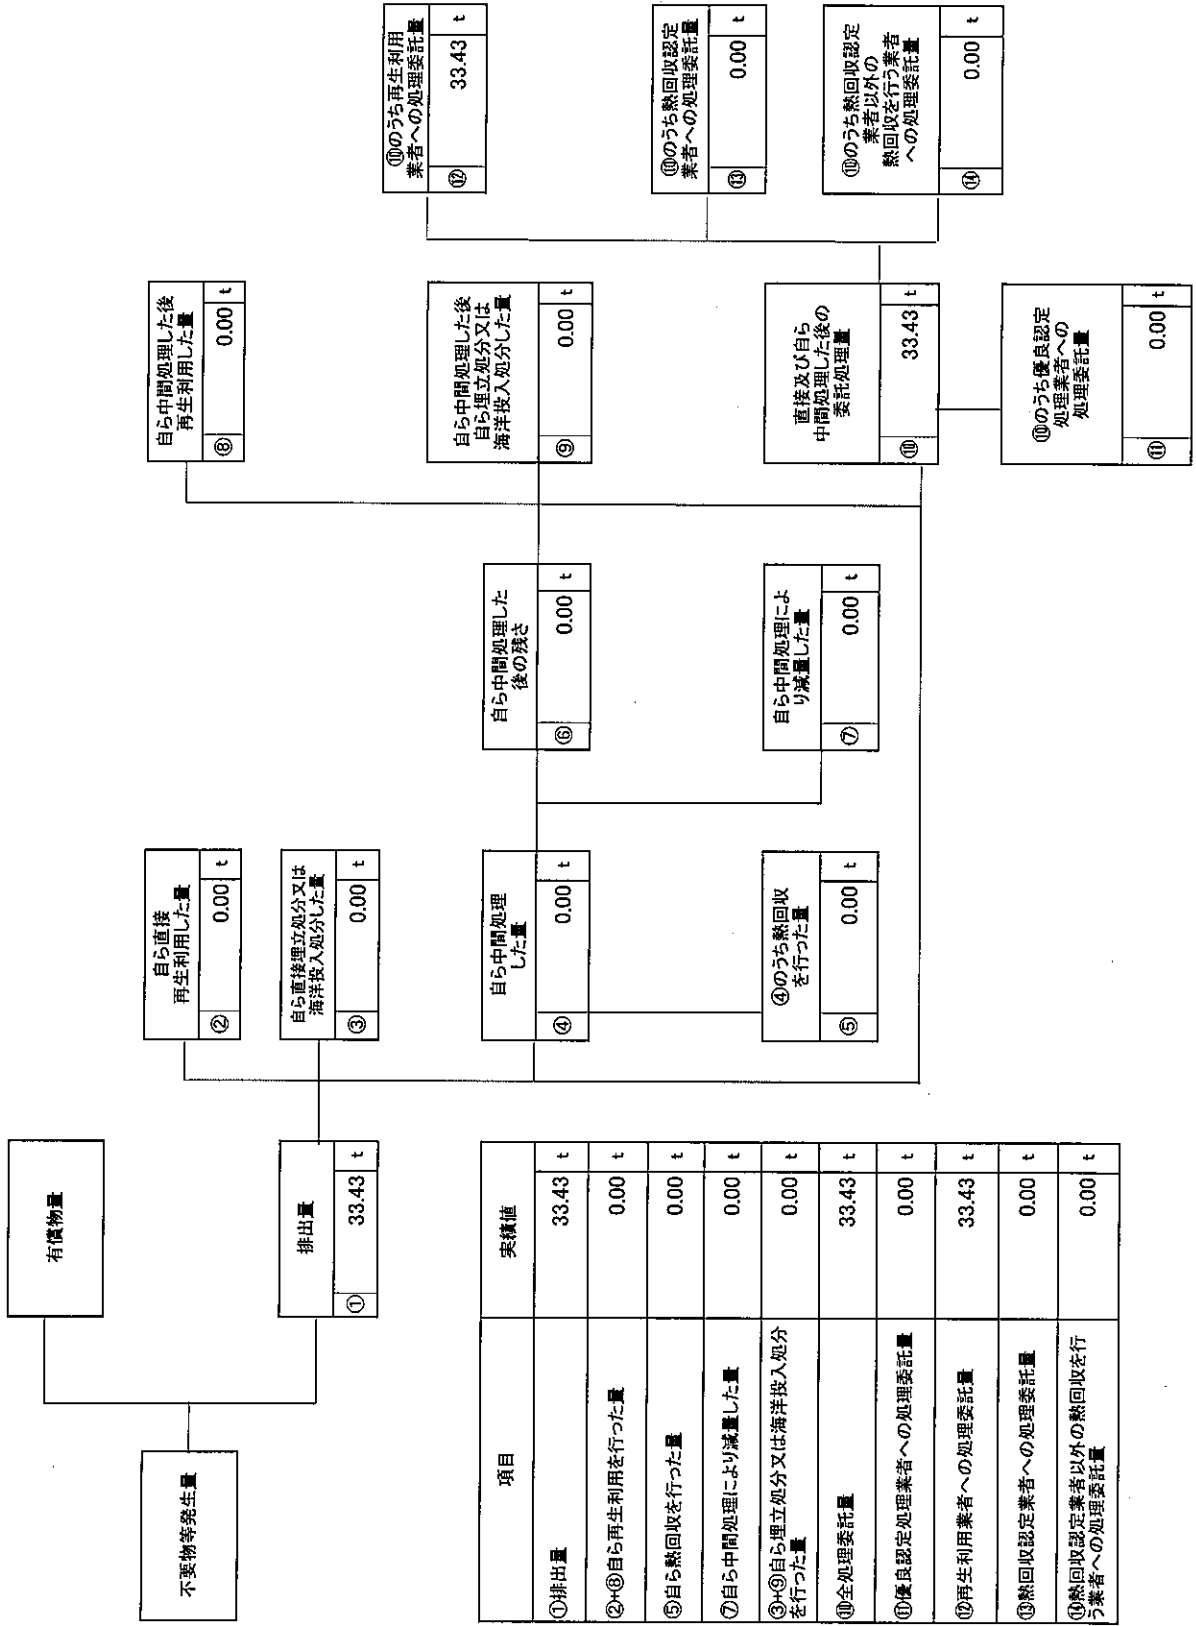 不要物等発生量
有償物量
排出量
① 33.43 t
自ら直接
再生利用した量
② 0.00 t
自ら直接埋立処分又は
海洋投入処分した量
③ 0.00 t
自ら中間処理
した量
④ 0.00 t
④のうち熱回収
を行った量
⑤ 0.00 t
自ら中間処理した
後の残さ
⑥ 0.00 t
自ら中間処理によ
り減量した量
⑦ 0.00 t
自ら中間処理した後
再生利用した量
⑧ 0.00 t
自ら中間処理した後
自ら埋立処分又は
海洋投入処分した量
⑨ 0.00 t
直接及び自ら
中間処理した後の
委託処理量
⑩ 33.43 t
⑩のうち優良認定
処理業者への
処理委託量
⑪ 0.00 t
⑩のうち再生利用
業者への処理委託量
⑫ 33.43 t
⑩のうち熱回収認定
業者への処理委託量
⑬ 0.00 t
⑩のうち熱回収認定
業者以外の
熱回収を行う業者
への処理委託量
⑭ 0.00 t
項目 実績値
①排出量 33.43 t
②+⑧自ら再生利用を行った量 0.00 t
⑤自ら熱回収を行った量 0.00 t
⑦自ら中間処理により減量した量 0.00 t
③+⑨自ら埋立処分又は海洋投入処分
を行った量 0.00 t
⑩全処理委託量 33.43 t
⑪優良認定処理業者への処理委託量 0.00 t
⑫再生利用業者への処理委託量 33.43 t
⑬熱回収認定業者への処理委託量 0.00 t
⑭熱回収認定業者以外の熱回収を行
う業者への処理委託量 0.00 t